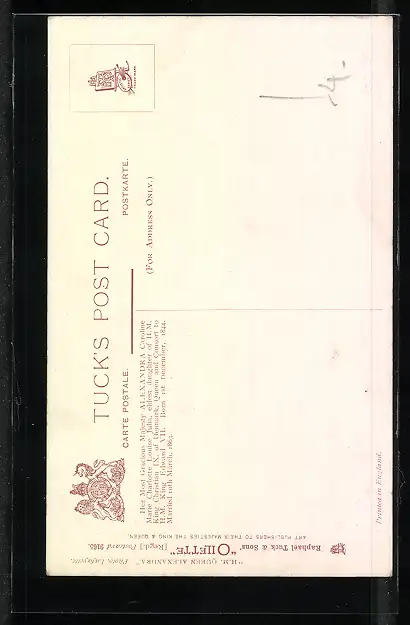 TUCK'S POST CARD.
CARTE POSTALE. POSTKARTE.
(FOR ADDRESS ONLY.)
Her Most Gracious Majesty ALEXANDRA Caroline
Marie Charlotte Louise Julia, eldest daughter of H.M.
King Christian IX. of Denmark, Queen and Consort to
H.M. King Edward VII. Born 1st December, 1844.
Married 10th March, 1863.
14.
Raphael Tuck & Sons' "OILETTE" [Regd.] Postcard 9165.
ART PUBLISHERS TO THEIR MAJESTIES THE KING & QUEEN.
"H.M. QUEEN ALEXANDRA." Photo, Lafayette.
Printed in England.